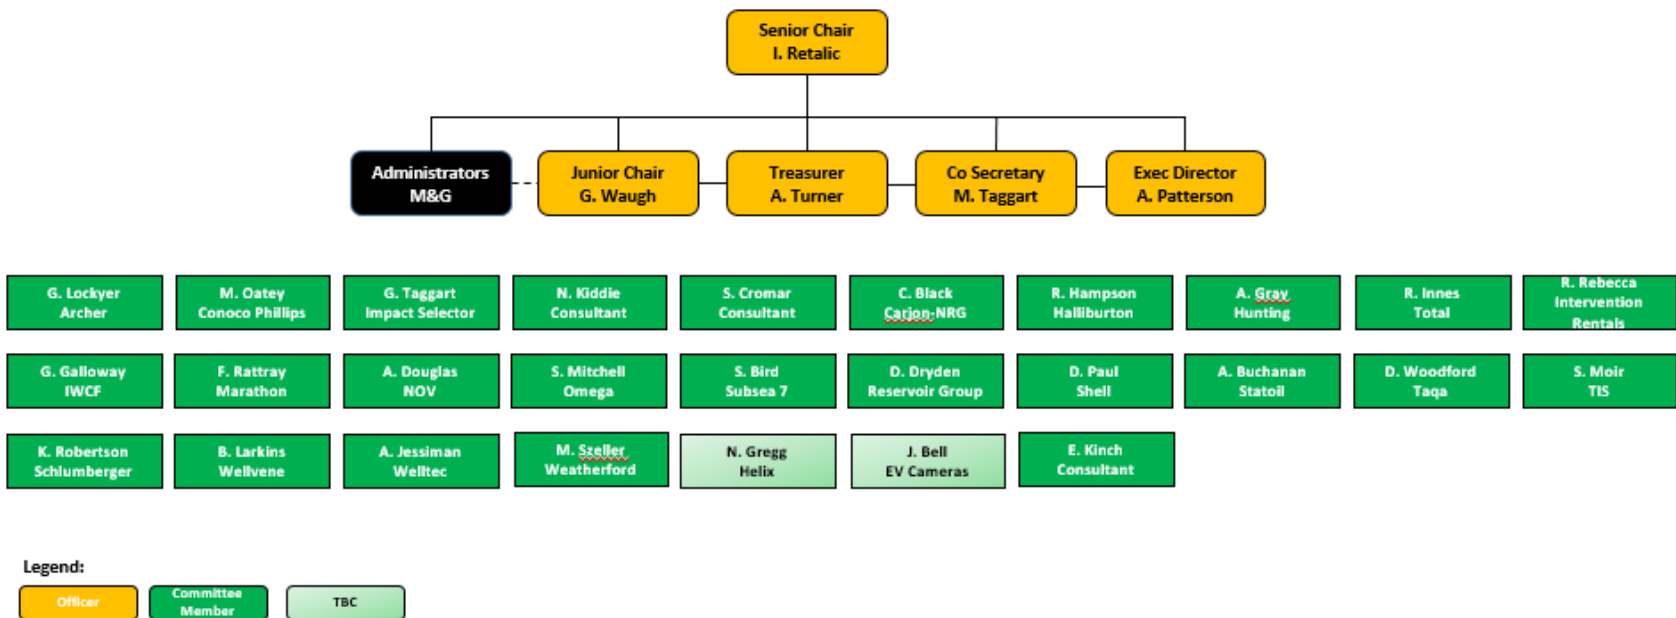 Senior Chair
I. Retalic
Administrators
M&G
Junior Chair
G. Waugh
Treasurer
A. Turner
Co Secretary
M. Taggart
Exec Director
A. Patterson
G. Lockyer
Archer
M. Oatey
Conoco Phillips
G. Taggart
Impact Selector
N. Kiddie
Consultant
S. Cromar
Consultant
C. Black
Carjon-NRG
R. Hampson
Halliburton
A. Gray
Hunting
R. Innes
Total
R. Rebecca
Intervention
Rentals
G. Galloway
IWCF
F. Rattray
Marathon
A. Douglas
NOV
S. Mitchell
Omega
S. Bird
Subsea 7
D. Dryden
Reservoir Group
D. Paul
Shell
A. Buchanan
Statoil
D. Woodford
Taqa
S. Moir
TIS
K. Robertson
Schlumberger
B. Larkins
Wellvene
A. Jessiman
Welltec
M. Szeller
Weatherford
N. Gregg
Helix
J. Bell
EV Cameras
E. Kinch
Consultant
Legend:
Officer
Committee
Member
TBC